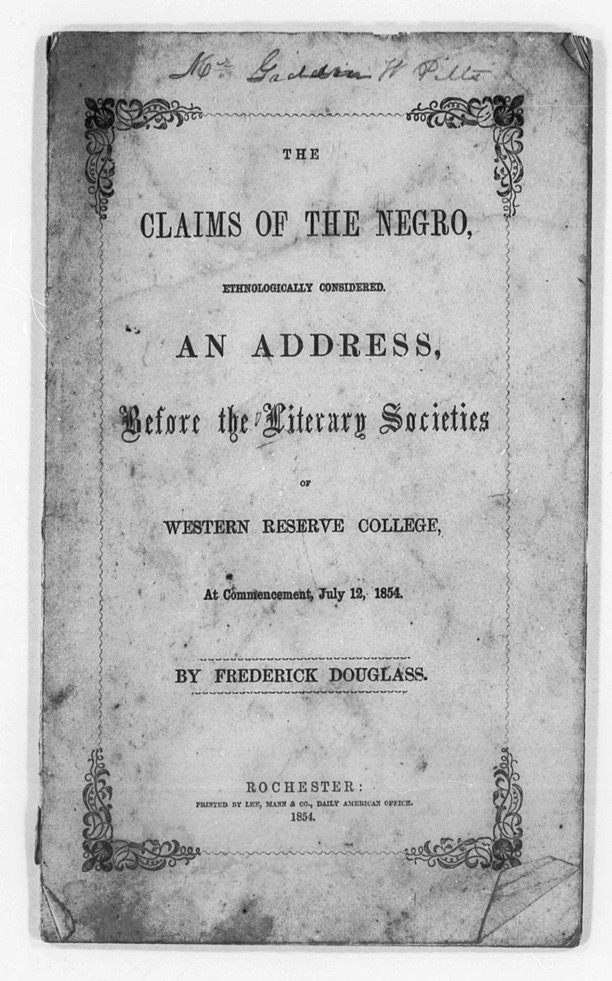 Mr Giddeon W Pitts
THE
CLAIMS OF THE NEGRO,
ETHNOLOGICALLY CONSIDERED.
AN ADDRESS,
Before the Literary Societies
OF
WESTERN RESERVE COLLEGE,
At Commencement, July 12, 1854.
BY FREDERICK DOUGLASS.
ROCHESTER:
PRINTED BY LEE, MANN & CO., DAILY AMERICAN OFFICE.
1854.